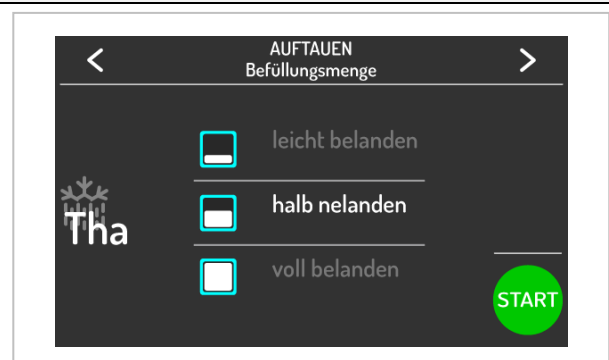 AUFTAUEN
Befüllungsmenge
leicht belanden
halb nelanden
Tha
voll belanden
START